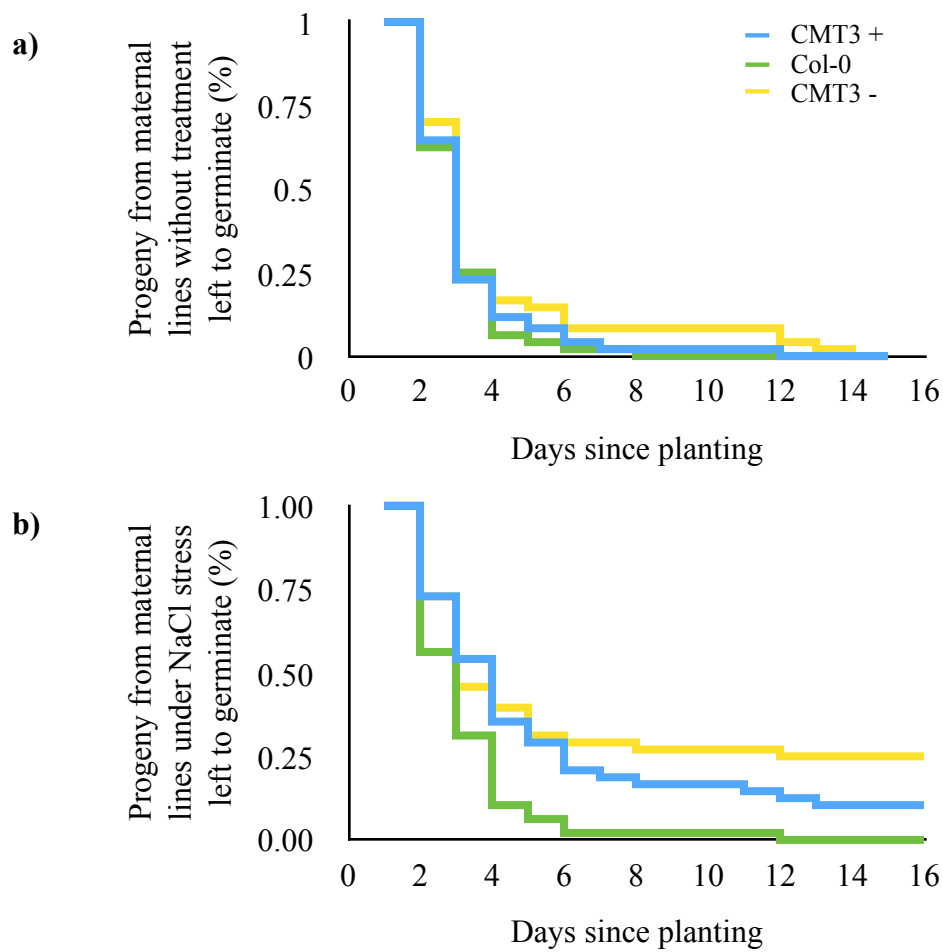 a)
Progeny from maternal
lines without treatment
left to germinate (%)
1
0.75
0.5
0.25
0
CMT3 +
Col-0
CMT3 -
0 2 4 6 8 10 12 14 16
Days since planting
b)
Progeny from maternal
lines under NaCl stress
left to germinate (%)
1.00
0.75
0.50
0.25
0.00
0 2 4 6 8 10 12 14 16
Days since planting